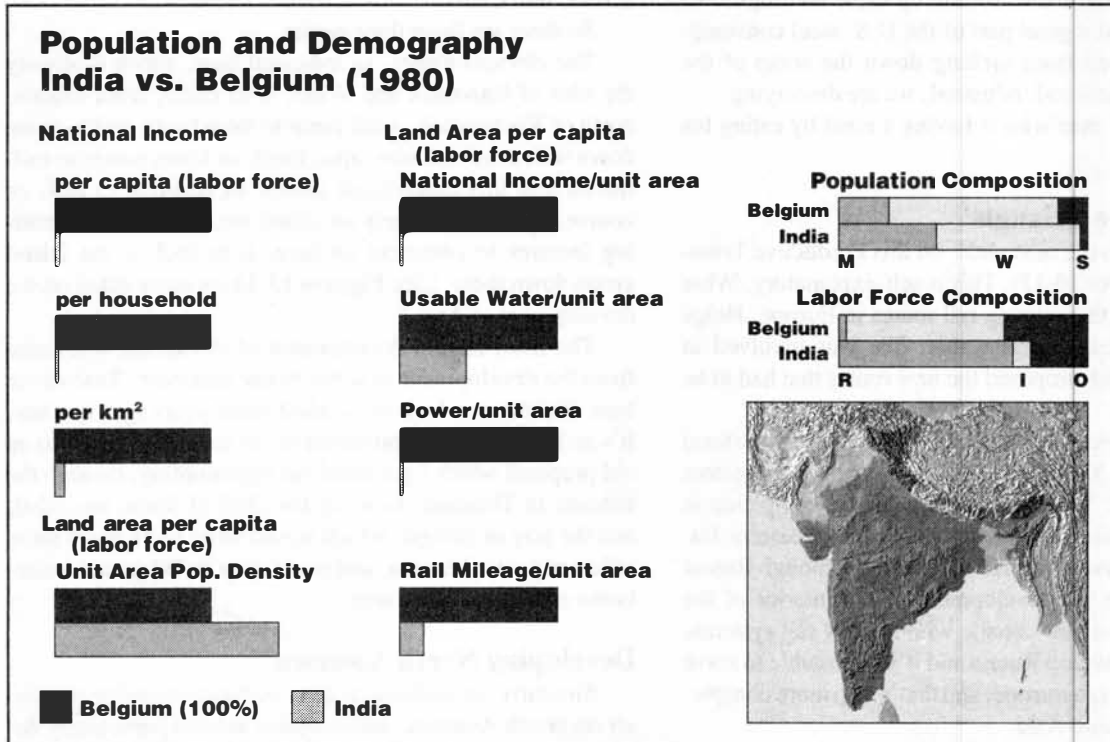 Population and Demography
India vs. Belgium (1980)
National Income
per capita (labor force)
per household
per km²
Land area per capita
(labor force)
Unit Area Pop. Density
Land Area per capita
(labor force)
National Income/unit area
Usable Water/unit area
Power/unit area
Rail Mileage/unit area
Population Composition
Belgium
India
M W S
Labor Force Composition
Belgium
India
R I O
Belgium (100%) India